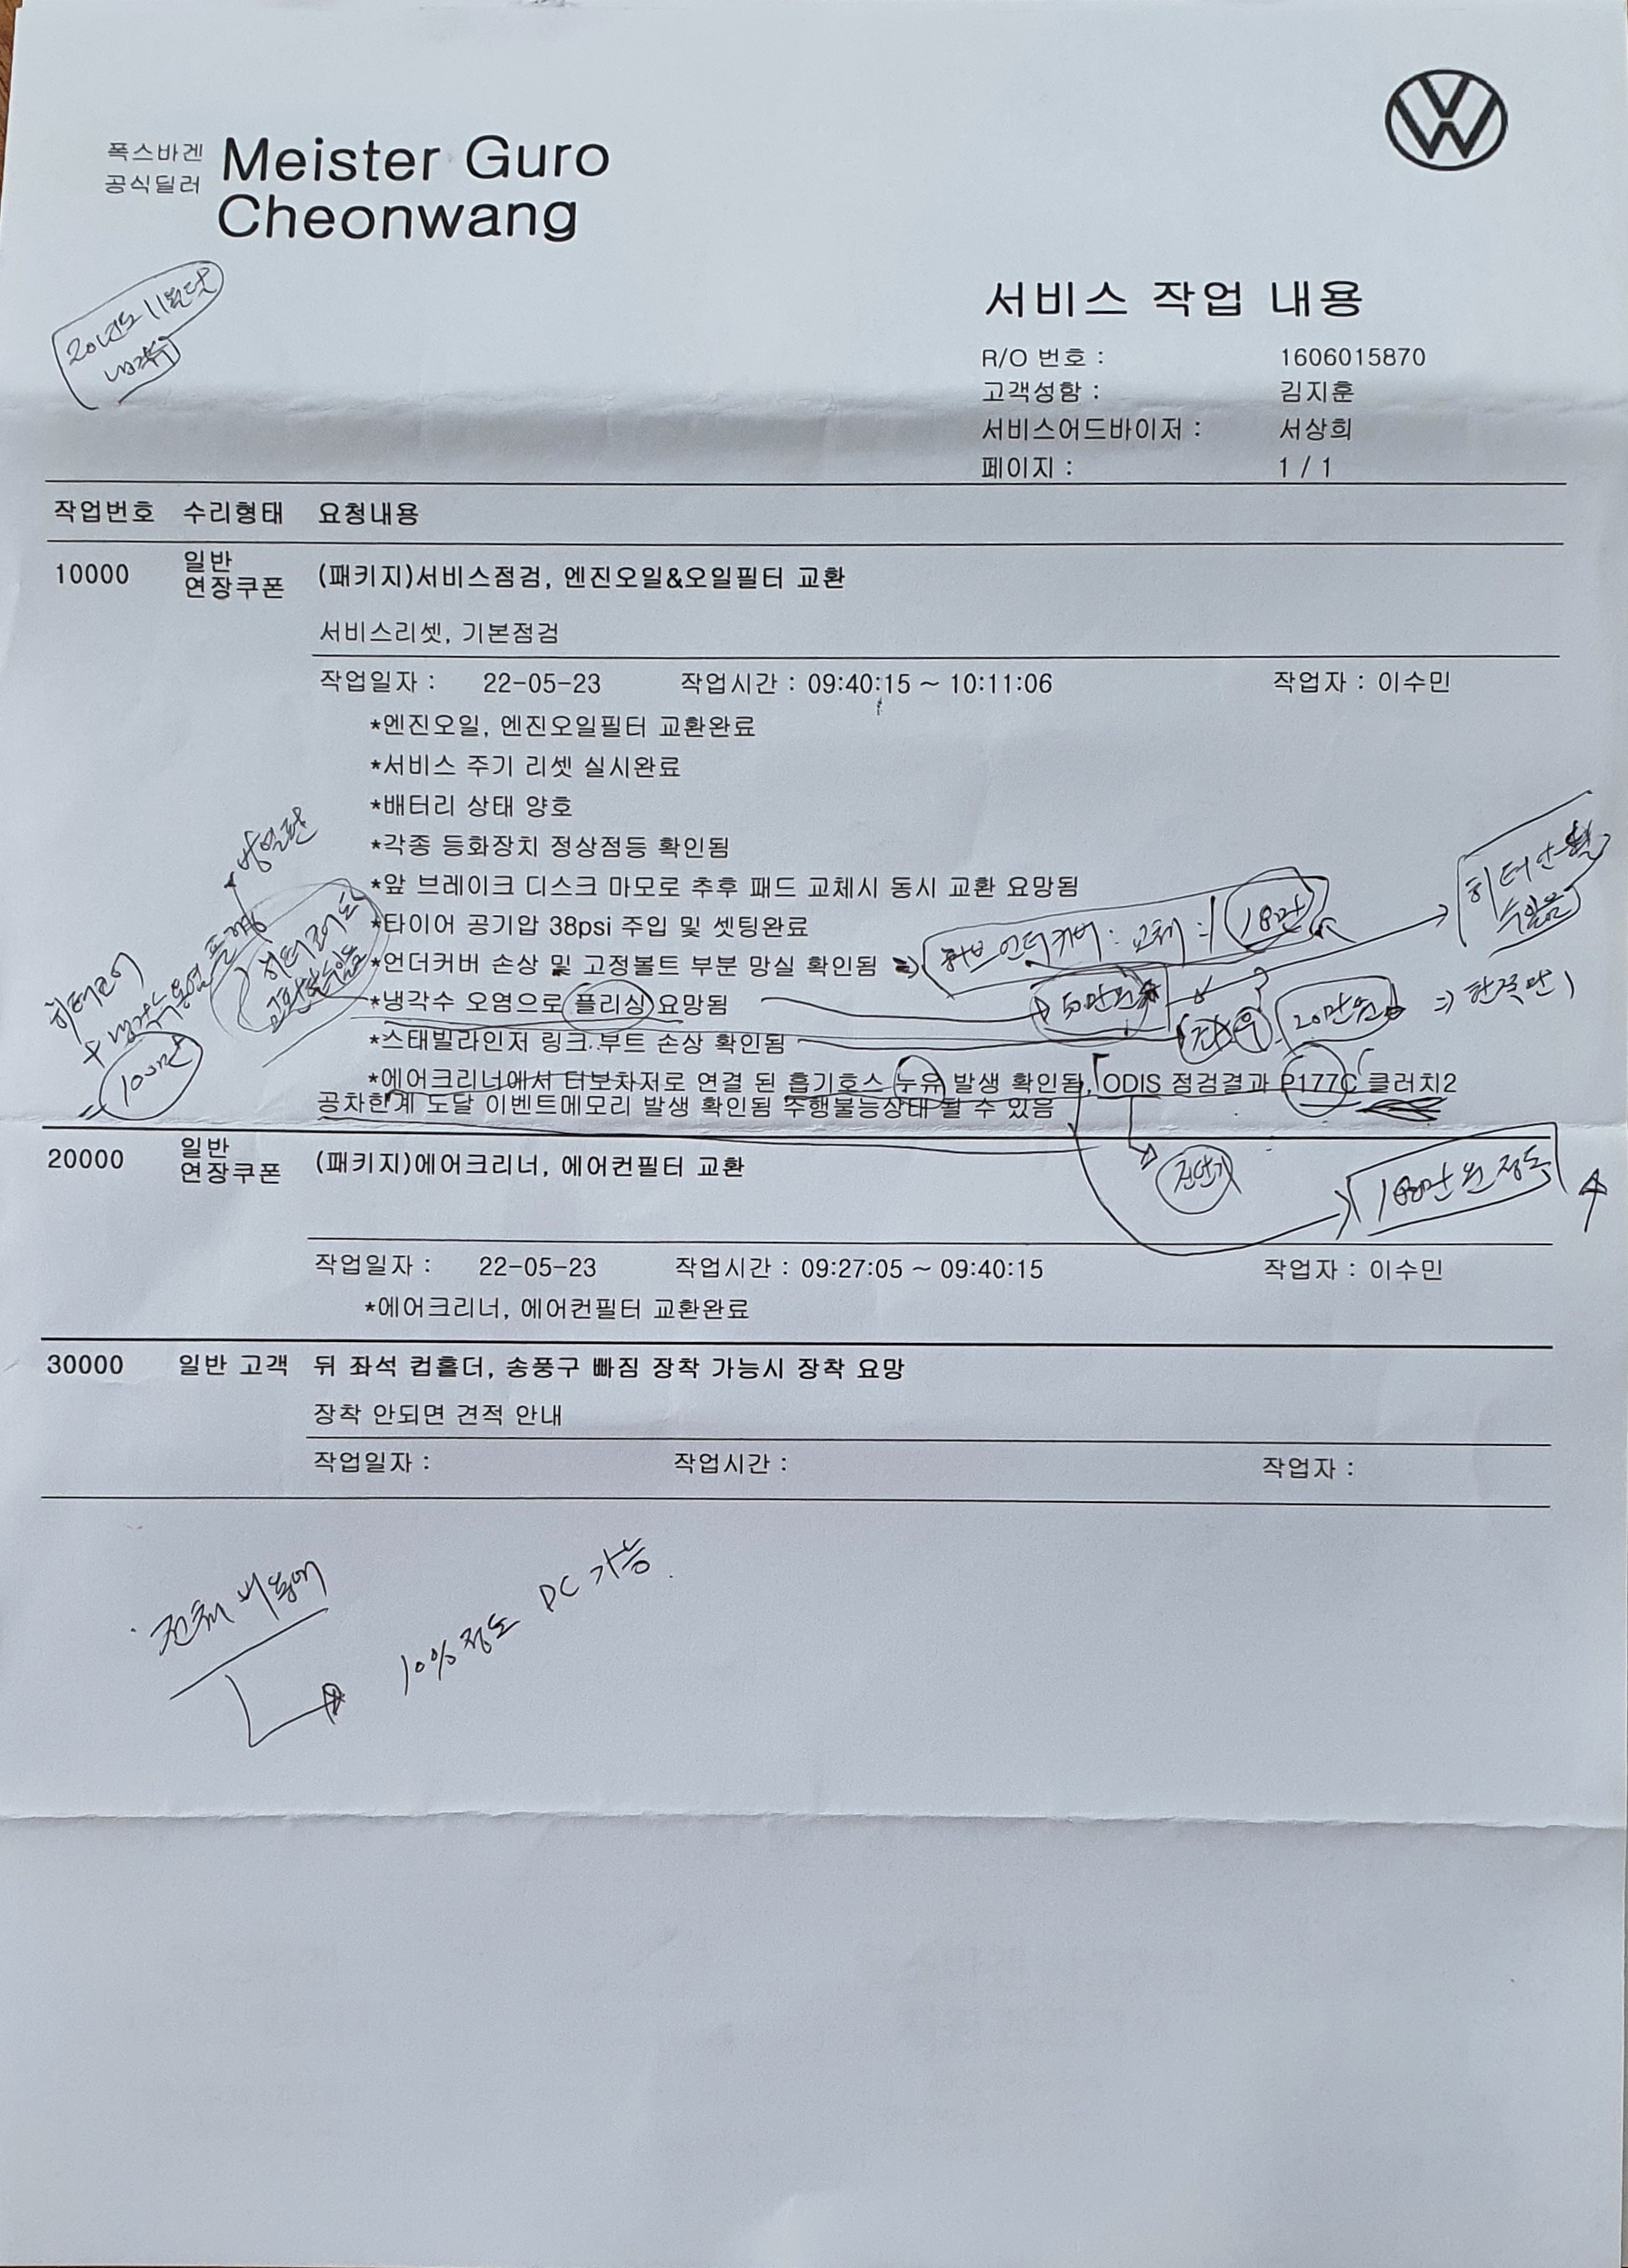 폭스바겐
공식딜러
Meister Guro
Cheonwang
20년도 11월달
냉각수
서비스 작업 내용
R/O 번호 : 1606015870
고객성함 : 김지훈
서비스어드바이저 : 서상희
페이지 : 1 / 1
작업번호 수리형태 요청내용
10000 일반 연장쿠폰 (패키지)서비스점검, 엔진오일&오일필터 교환
서비스리셋, 기본점검
작업일자 : 22-05-23 작업시간 : 09:40:15 ~ 10:11:06 작업자 : 이수민
*엔진오일, 엔진오일필터 교환완료
*서비스 주기 리셋 실시완료
*배터리 상태 양호
*각종 등화장치 정상점등 확인됨
*앞 브레이크 디스크 마모로 추후 패드 교체시 동시 교환 요망됨
*타이어 공기압 38psi 주입 및 셋팅완료
*언더커버 손상 및 고정볼트 부분 망실 확인됨
언더커버 : 교체 : 18만
히터 안될
수있음
*냉각수 오염으로 플리싱 요망됨
50만원
*스태빌라인저 링크 부트 손상 확인됨
20만원 => 한쪽만
히터코어
+ 냉각수
100만
히터코어도
*에어크리너에서 터보차저로 연결 된 흡기호스 누유 발생 확인됨, ODIS 점검결과 P177C 클러치2
공차한계 도달 이벤트메모리 발생 확인됨 주행불능상태 될 수 있음
진단기
180만원 정도
20000 일반 연장쿠폰 (패키지)에어크리너, 에어컨필터 교환
작업일자 : 22-05-23 작업시간 : 09:27:05 ~ 09:40:15 작업자 : 이수민
*에어크리너, 에어컨필터 교환완료
30000 일반 고객 뒤 좌석 컵홀더, 송풍구 빠짐 장착 가능시 장착 요망
장착 안되면 견적 안내
작업일자 : 작업시간 : 작업자 :
전체 비용에
10% 정도 DC 가능